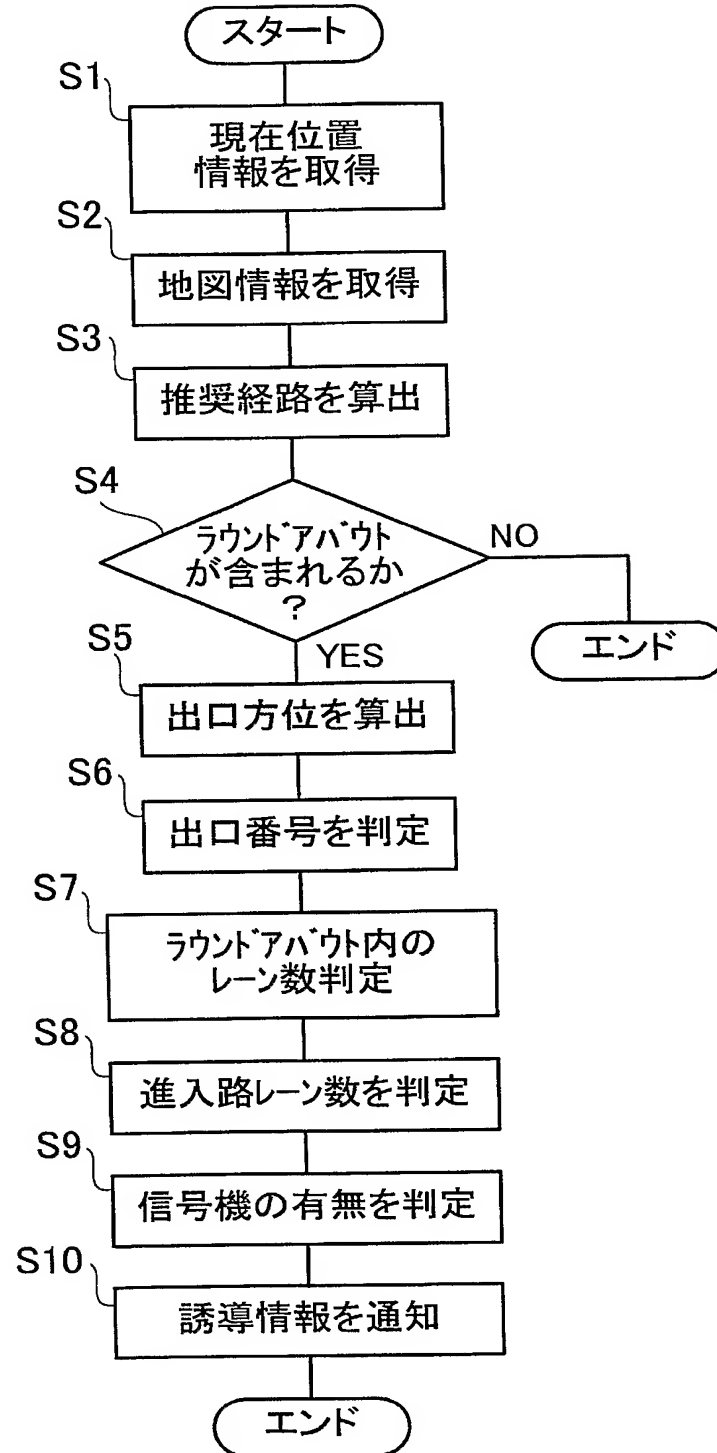 スタート
S1
現在位置
情報を取得
S2
地図情報を取得
S3
推奨経路を算出
S4
ラウンドアバウト
が含まれるか
?
NO
エンド
YES
S5
出口方位を算出
S6
出口番号を判定
S7
ラウンドアバウト内の
レーン数判定
S8
進入路レーン数を判定
S9
信号機の有無を判定
S10
誘導情報を通知
エンド